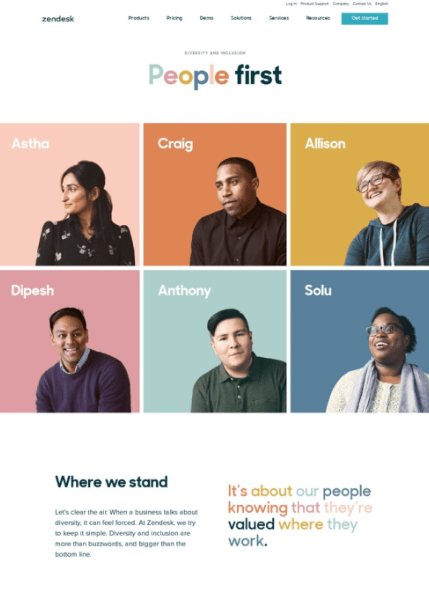 Log in Product Support Company Contact Us English
zendesk Products Pricing Demo Solutions Services Resources Get started
DIVERSITY AND INCLUSION
People first
Astha Craig Allison
Dipesh Anthony Solu
Where we stand
Let's clear the air. When a business talks about
diversity, it can feel forced. At Zendesk, we try
to keep it simple. Diversity and inclusion are
more than buzzwords, and bigger than the
bottom line.
It's about our people
knowing that they're
valued where they
work.